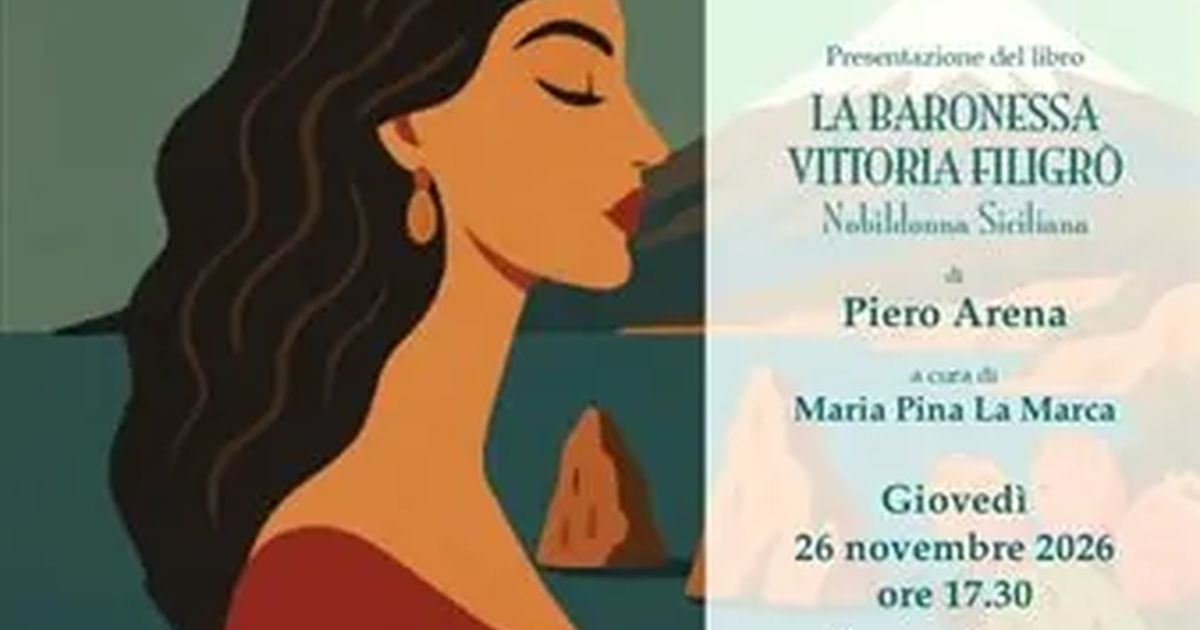 Presentazione del libro
LA BARONESSA
VITTORIA FILIGRÒ
Nobildonna Siciliana
di
Piero Arena
a cura di
Maria Pina La Marca
Giovedì
26 novembre 2026
ore 17.30